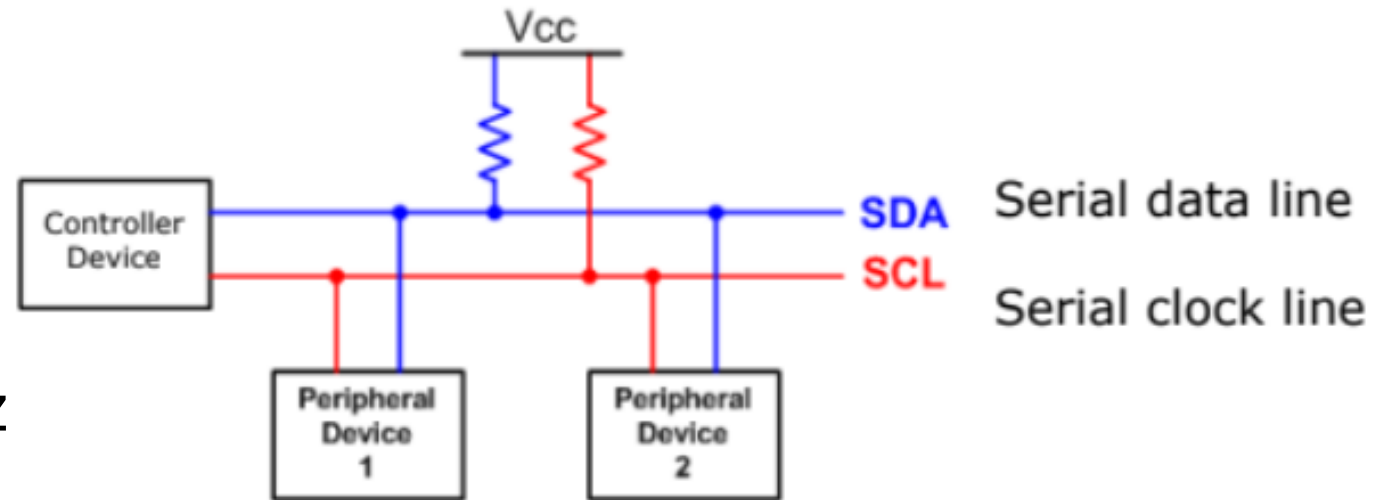 Vcc
Controller
Device
SDA
Serial data line
SCL
Serial clock line
Peripheral
Device
1
Peripheral
Device
2